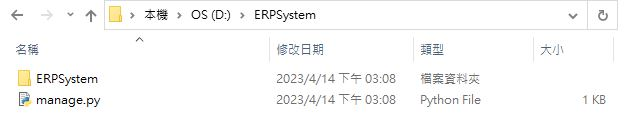 本機 > OS (D:) > ERPSystem
名稱 修改日期 類型 大小
ERPSystem 2023/4/14 下午 03:08 檔案資料夾
manage.py 2023/4/14 下午 03:08 Python File 1 KB